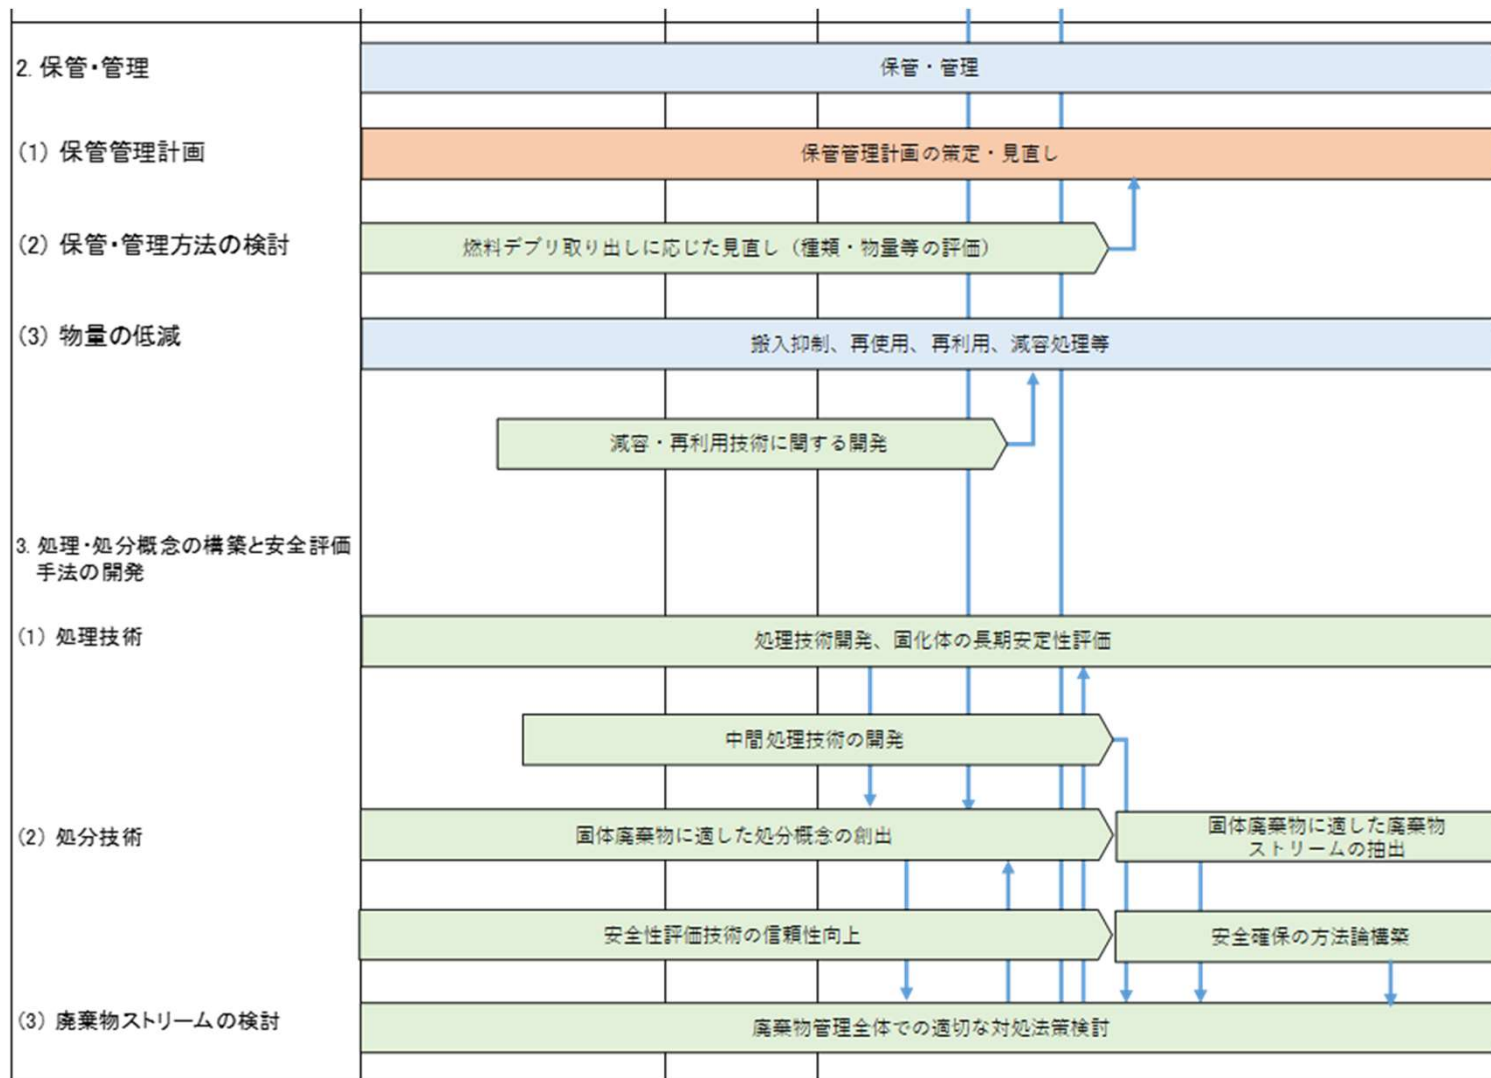 2. 保管・管理
保管・管理
(1) 保管管理計画
保管管理計画の策定・見直し
(2) 保管・管理方法の検討
燃料デブリ取り出しに応じた見直し（種類・物量等の評価）
(3) 物量の低減
搬入抑制、再使用、再利用、減容処理等
減容・再利用技術に関する開発
3. 処理・処分概念の構築と安全評価
手法の開発
(1) 処理技術
処理技術開発、固化体の長期安定性評価
中間処理技術の開発
(2) 処分技術
固体廃棄物に適した処分概念の創出
固体廃棄物に適した廃棄物
ストリームの抽出
安全性評価技術の信頼性向上
安全確保の方法論構築
(3) 廃棄物ストリームの検討
廃棄物管理全体での適切な対処法策検討